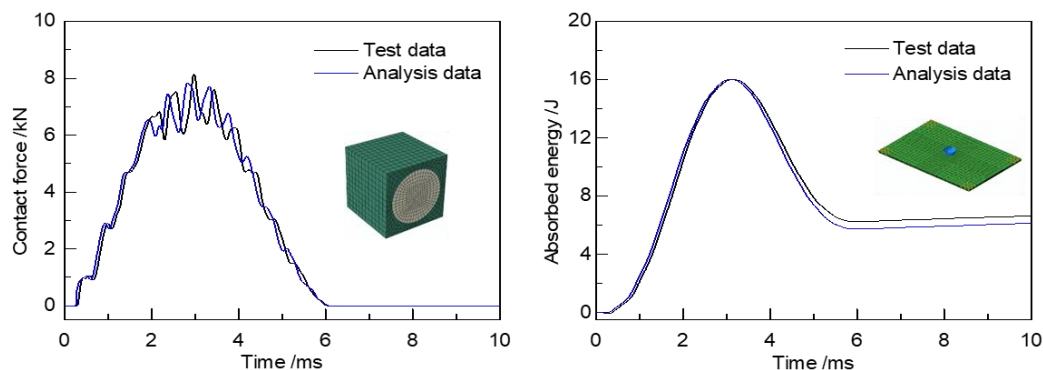 10
8
6
4
2
0
Contact force /kN
Test data
Analysis data
0 2 4 6 8 10
Time /ms
20
16
12
8
4
0
Absorbed energy /J
Test data
Analysis data
0 2 4 6 8 10
Time /ms